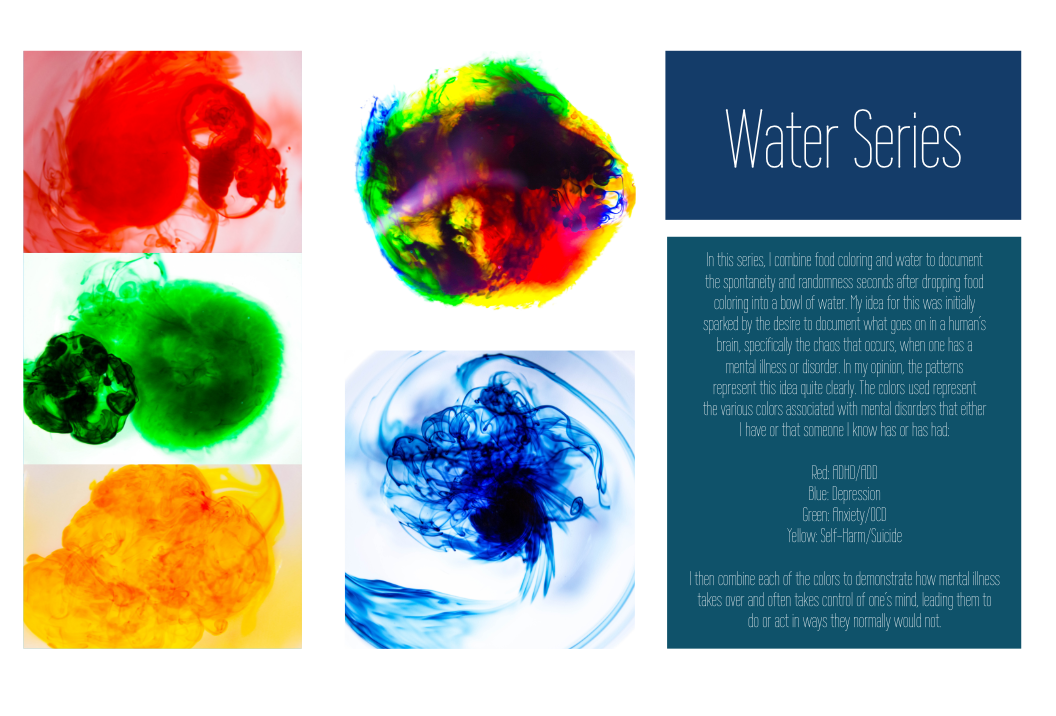 Water Series
In this series, I combine food coloring and water to document
the spontaneity and randomness seconds after dropping food
coloring into a bowl of water. My idea for this was initially
sparked by the desire to document what goes on in a human's
brain, specifically the chaos that occurs, when one has a
mental illness or disorder. In my opinion, the patterns
represent this idea quite clearly. The colors used represent
the various colors associated with mental disorders that either
I have or that someone I know has or has had:
Red: ADHD/ADD
Blue: Depression
Green: Anxiety/OCD
Yellow: Self-Harm/Suicide
I then combine each of the colors to demonstrate how mental illness
takes over and often takes control of one's mind, leading them to
do or act in ways they normally would not.